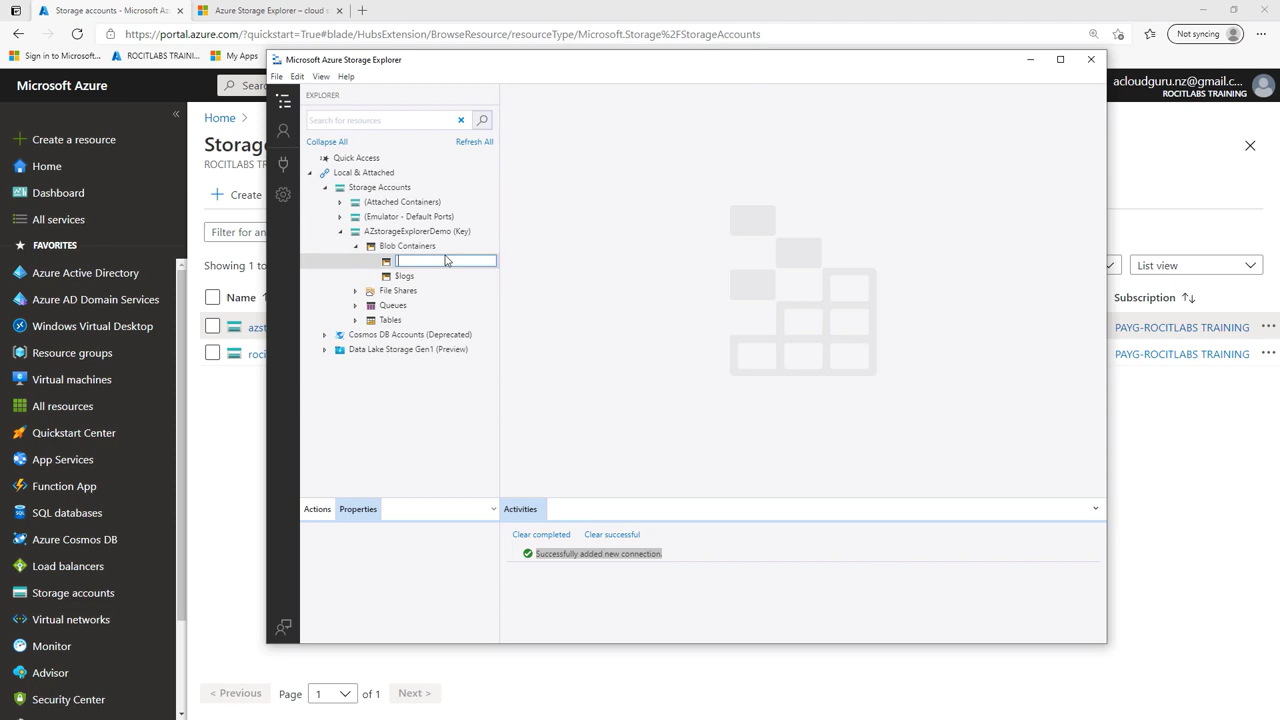 Storage accounts - Microsoft Az
Azure Storage Explorer – cloud s
https://portal.azure.com/?quickstart=True#blade/HubsExtension/BrowseResource/resourceType/Microsoft.Storage%2FStorageAccounts
Not syncing
Sign in to Microsoft...
ROCITLABS TRAINI...
My Apps
Microsoft Azure
Sear
acloudguru.nz@gmail.c...
ROCITLABS TRAINING
Create a resource
Home
Dashboard
All services
FAVORITES
Azure Active Directory
Azure AD Domain Services
Windows Virtual Desktop
Resource groups
Virtual machines
All resources
Quickstart Center
App Services
Function App
SQL databases
Azure Cosmos DB
Load balancers
Storage accounts
Virtual networks
Monitor
Advisor
Security Center
Home
Storag
ROCITLABS TR
Create
Filter for an
Showing 1 to
Name
azst
roci
Microsoft Azure Storage Explorer
File
Edit
View
Help
EXPLORER
Search for resources
Collapse All
Refresh All
Quick Access
Local & Attached
Storage Accounts
(Attached Containers)
(Emulator - Default Ports)
AZstorageExplorerDemo (Key)
Blob Containers
$logs
File Shares
Queues
Tables
Cosmos DB Accounts (Deprecated)
Data Lake Storage Gen1 (Preview)
Actions
Properties
Activities
Clear completed
Clear successful
Successfully added new connection.
List view
Subscription
PAYG-ROCITLABS TRAINING
PAYG-ROCITLABS TRAINING
< Previous
Page
1
of 1
Next >